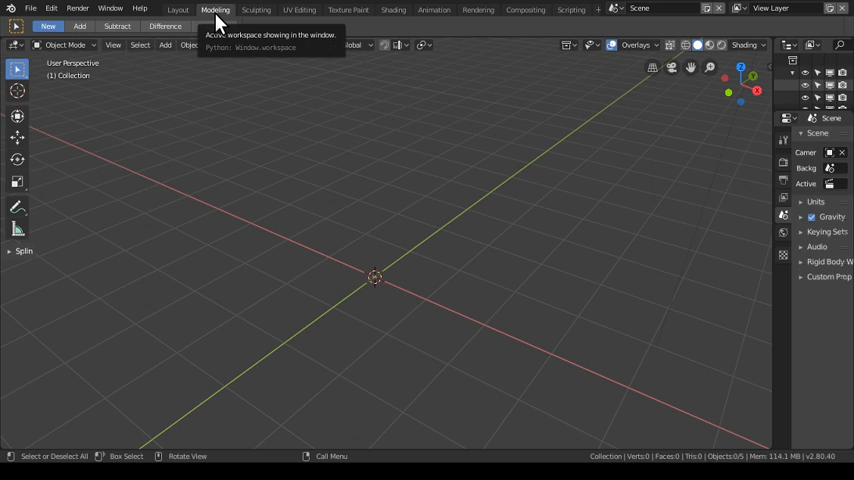 File Edit Render Window Help Layout Modeling Sculpting UV Editing Texture Paint Shading Animation Rendering Compositing Scripting + Scene View Layer
New Add Subtract Difference
Active workspace showing in the window.
Python: Window.workspace
Object Mode View Select Add Global Overlays Shading
User Perspective
(1) Collection
Z
Y
X
Scene
Scene
Camer
Backg
Active
Units
Gravity
Keying Sets
Audio
Rigid Body W
Custom Prop
Splin
Select or Deselect All Box Select Rotate View Call Menu Collection | Verts:0 | Faces:0 | Tris:0 | Objects:0/5 | Mem: 114.1 MB | v2.80.40